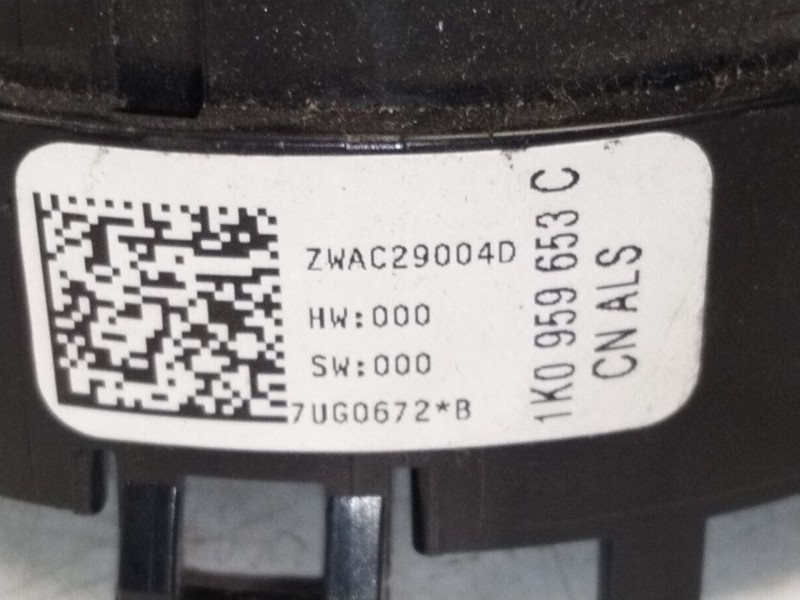 ZWAC29004D
HW:000
SW:000
7UG0672*B
1K0 959 653 C
CN ALS